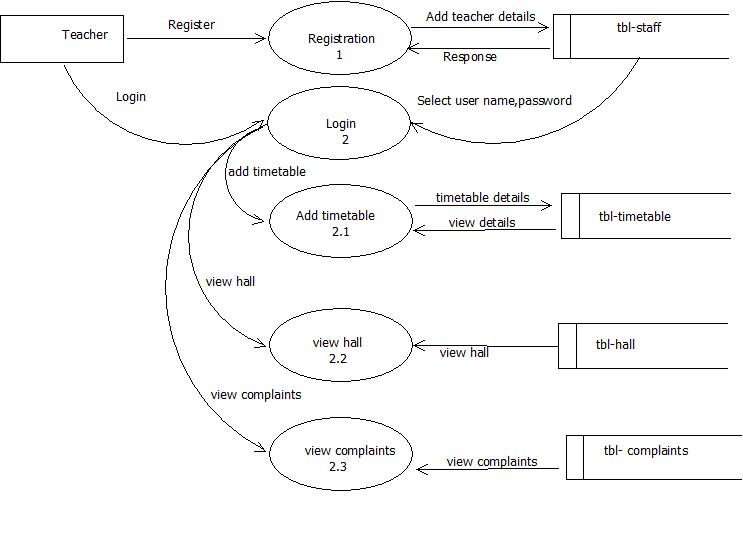 Teacher
Register
Registration
1
Add teacher details
Response
tbl-staff
Login
Login
2
Select user name,password
add timetable
Add timetable
2.1
timetable details
view details
tbl-timetable
view hall
view hall
2.2
view hall
tbl-hall
view complaints
view complaints
2.3
view complaints
tbl- complaints